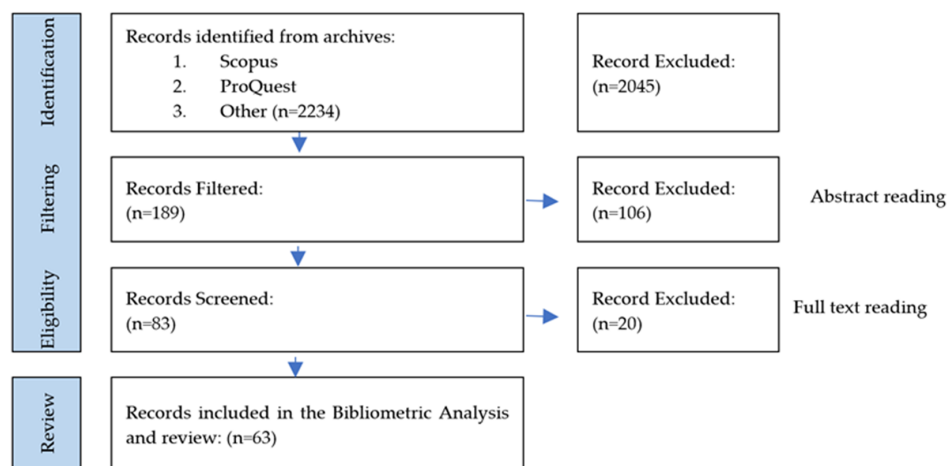 Identification
Records identified from archives:
1. Scopus
2. ProQuest
3. Other (n=2234)
Record Excluded:
(n=2045)
Filtering
Records Filtered:
(n=189)
Record Excluded:
(n=106)
Abstract reading
Eligibility
Records Screened:
(n=83)
Record Excluded:
(n=20)
Full text reading
Review
Records included in the Bibliometric Analysis
and review: (n=63)